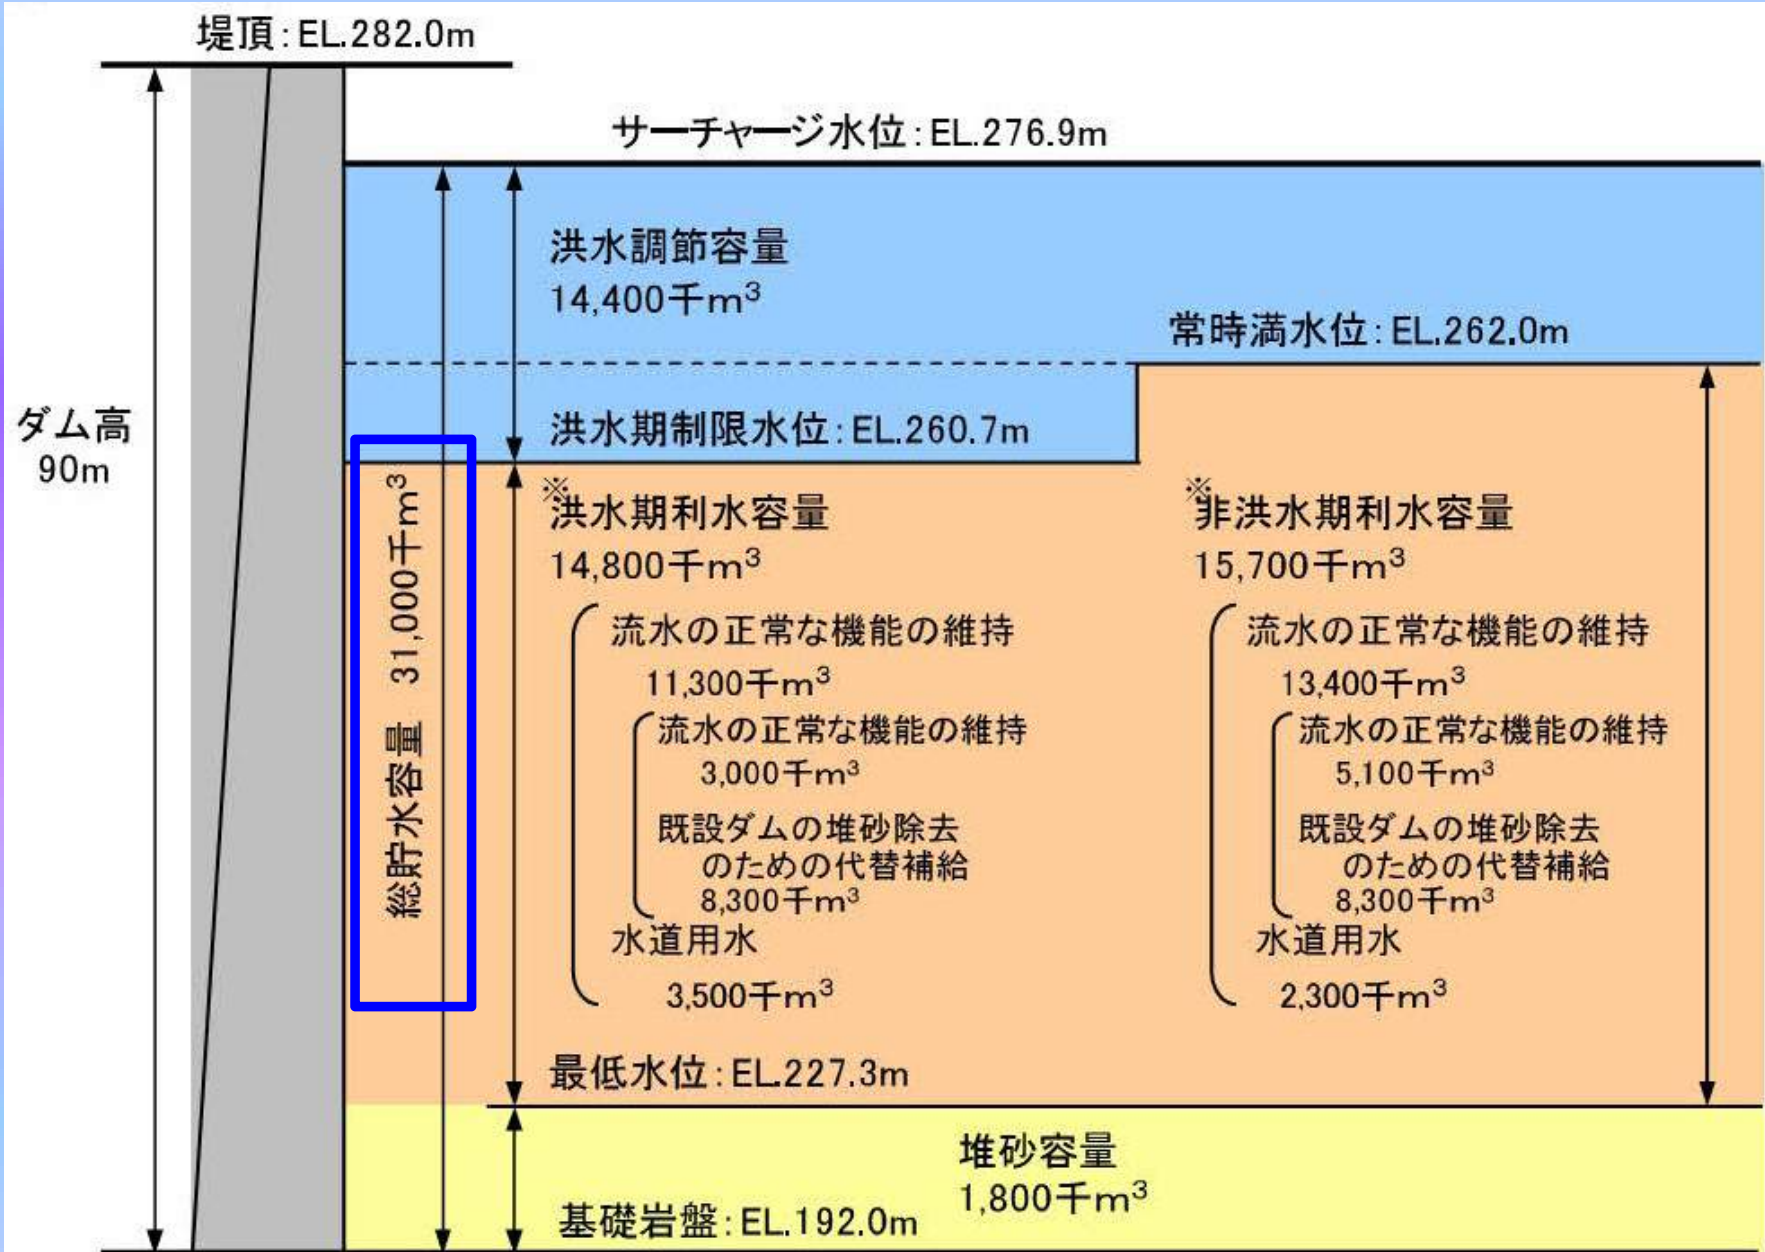 堤頂：EL.282.0m
サーチャージ水位：EL.276.9m
洪水調節容量
14,400千m³
常時満水位：EL.262.0m
ダム高
90m
洪水期制限水位：EL.260.7m
総貯水容量 31,000千m³
※洪水期利水容量
14,800千m³
流水の正常な機能の維持
11,300千m³
流水の正常な機能の維持
3,000千m³
既設ダムの堆砂除去
のための代替補給
8,300千m³
水道用水
3,500千m³
※非洪水期利水容量
15,700千m³
流水の正常な機能の維持
13,400千m³
流水の正常な機能の維持
5,100千m³
既設ダムの堆砂除去
のための代替補給
8,300千m³
水道用水
2,300千m³
最低水位：EL.227.3m
堆砂容量
1,800千m³
基礎岩盤：EL.192.0m